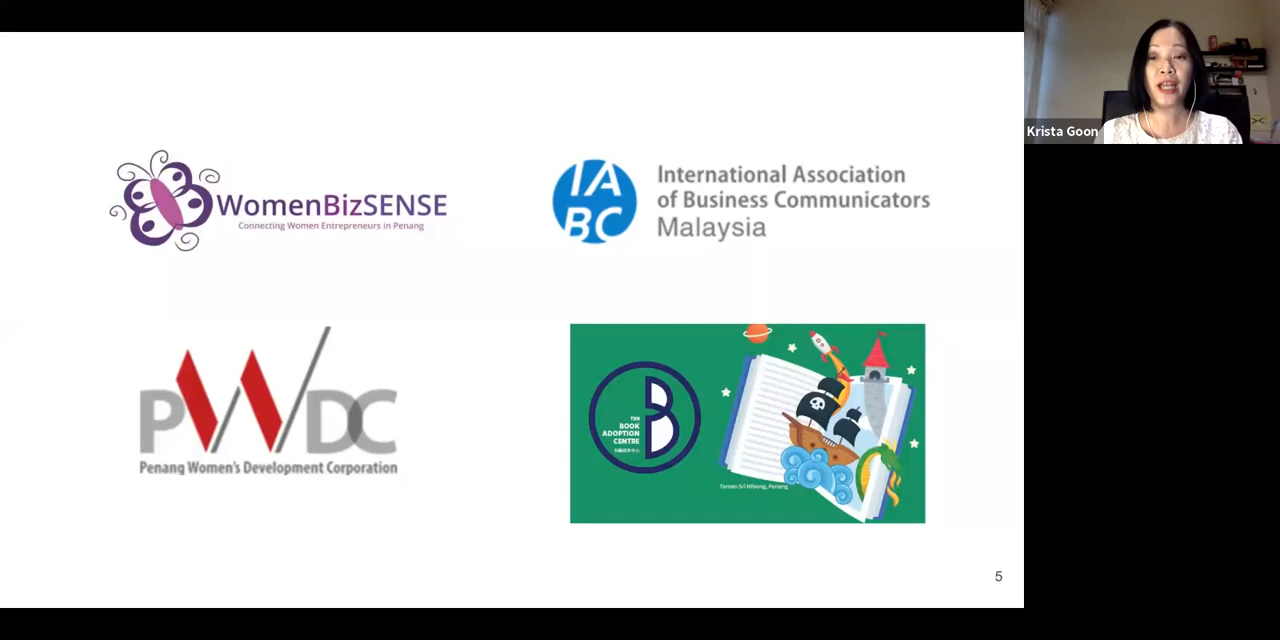 Krista Goon
WomenBizSENSE
Connecting Women Entrepreneurs in Penang
IABC
International Association
of Business Communicators
Malaysia
PWDC
Penang Women's Development Corporation
TSN
BOOK
ADOPTION
CENTRE
B
Taman Sri Nibong, Penang
5